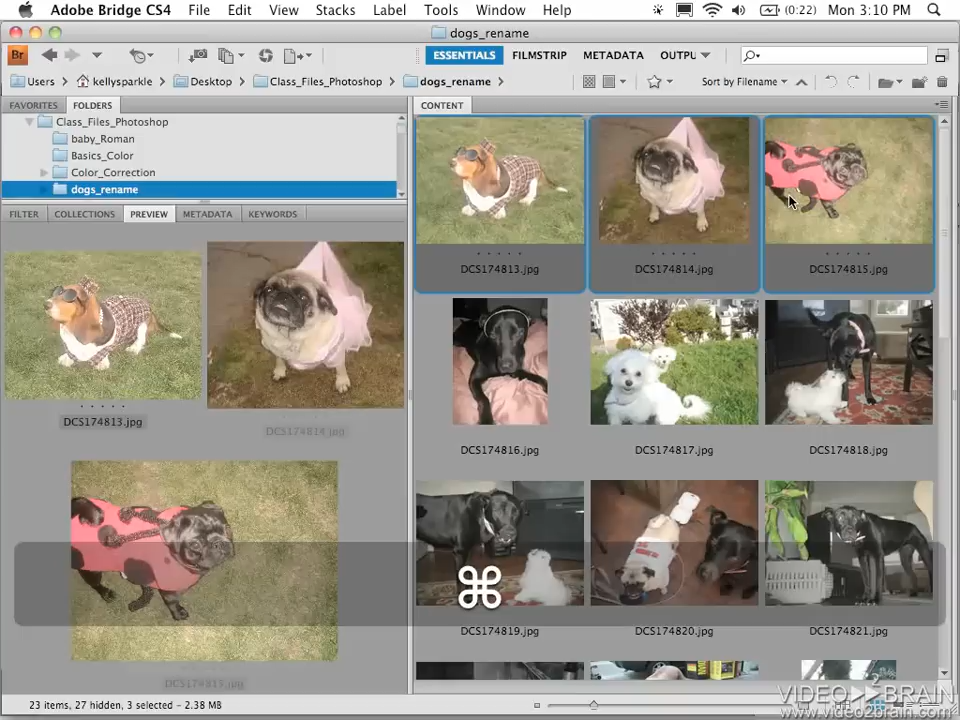 Adobe Bridge CS4 File Edit View Stacks Label Tools Window Help (0:22) Mon 3:10 PM
dogs_rename
Br ESSENTIALS FILMSTRIP METADATA OUTPU
Users kellysparkle Desktop Class_Files_Photoshop dogs_rename Sort by Filename
FAVORITES FOLDERS CONTENT
Class_Files_Photoshop
baby_Roman
Basics_Color
Color_Correction
dogs_rename
FILTER COLLECTIONS PREVIEW METADATA KEYWORDS
DCS174813.jpg DCS174814.jpg DCS174815.jpg
DCS174813.jpg DCS174814.jpg
DCS174816.jpg DCS174817.jpg DCS174818.jpg
⌘
DCS174819.jpg DCS174820.jpg DCS174821.jpg
DCS174815.jpg
23 items, 27 hidden, 3 selected - 2.38 MB
VIDEO2BRAIN
www.video2brain.com